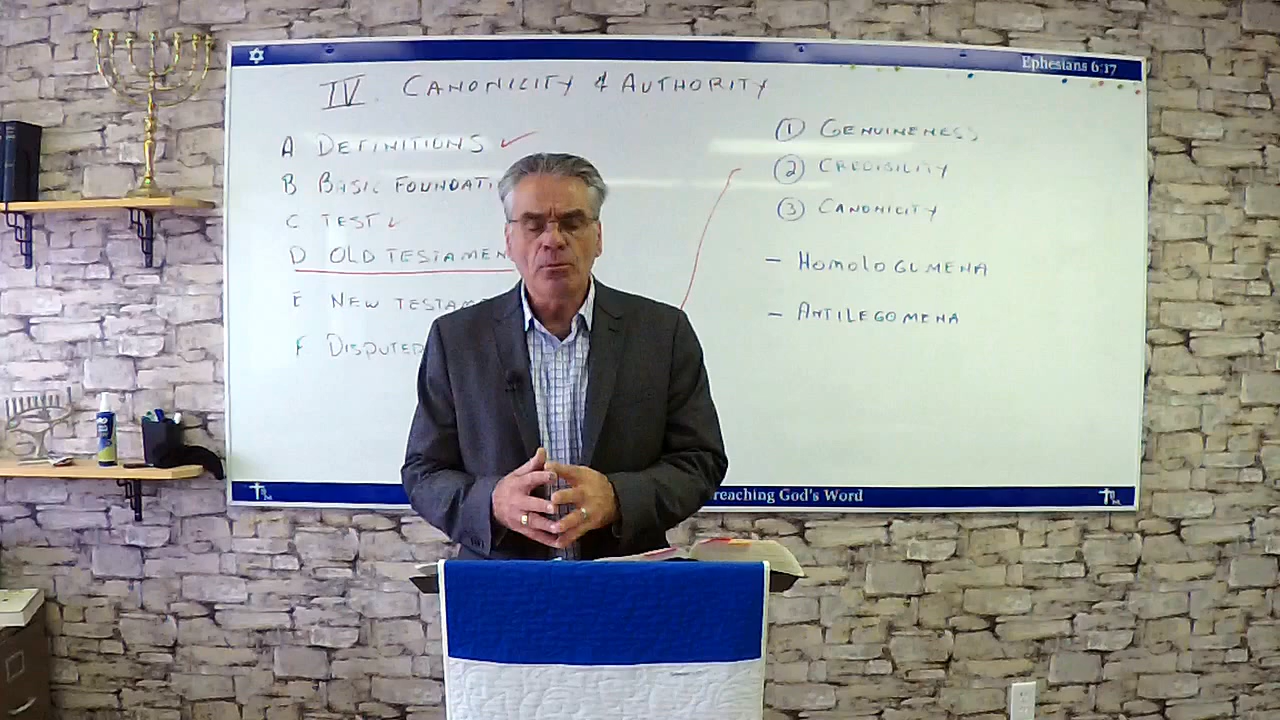 Ephesians 6:17
IV. CANONICITY & AUTHORITY
A DEFINITIONS
B BASIC FOUNDATI
C TEST
D OLD TESTAMEN
E NEW TESTAM
F DISPUTED
① GENUINENESS
② CREDIBILITY
③ CANONICITY
- HOMOLOGUMENA
- ANTILEGOMENA
reaching God's Word